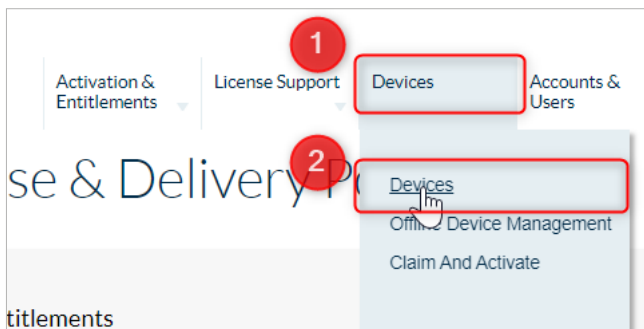 1
Activation &
Entitlements
License Support
Devices
Accounts &
Users
se & Delivery P
2
Devices
Offline Device Management
Claim And Activate
titlements